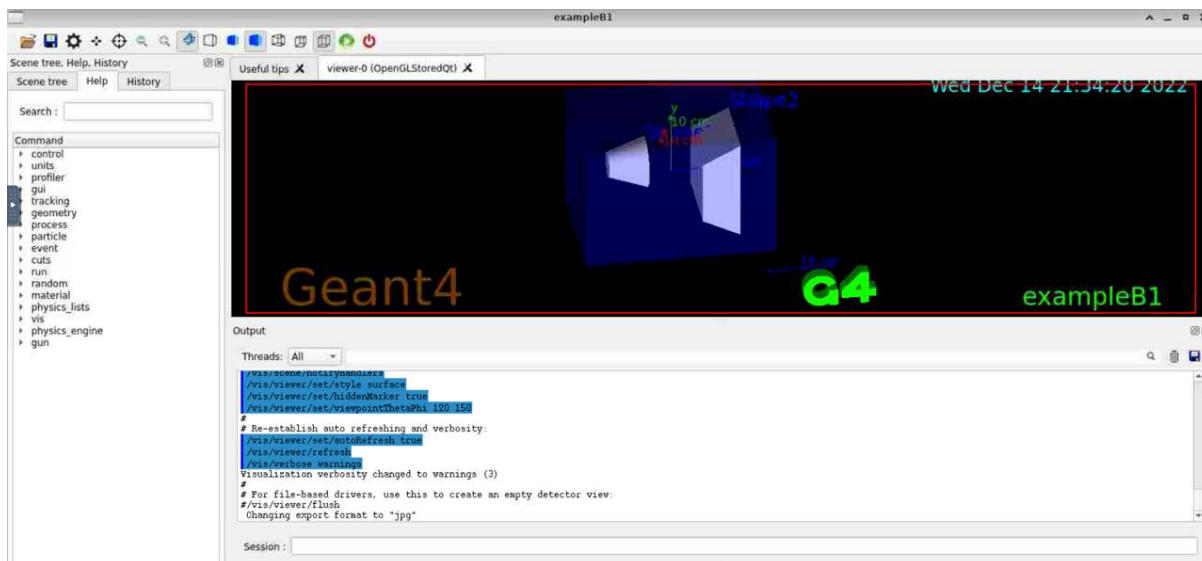 exampleB1
Scene tree, Help, History
Useful tips
viewer-0 (OpenGLStoredQt)
Scene tree
Help
History
Search :
Command
control
units
profiler
gui
tracking
geometry
process
particle
event
cuts
run
random
material
physics_lists
vis
physics_engine
gun
Wed Dec 14 21:34:20 2022
Shape2
y
10 cm
Geant4
G4
exampleB1
Output
Threads: All
/vis/scene/notifyHandlers
/vis/viewer/set/style surface
/vis/viewer/set/hiddenMarker true
/vis/viewer/set/viewpointThetaPhi 120 150
#
# Re-establish auto refreshing and verbosity:
/vis/viewer/set/autoRefresh true
/vis/viewer/refresh
/vis/verbose warnings
Visualization verbosity changed to warnings (3)
#
# For file-based drivers, use this to create an empty detector view:
#/vis/viewer/flush
Changing export format to "jpg"
Session :